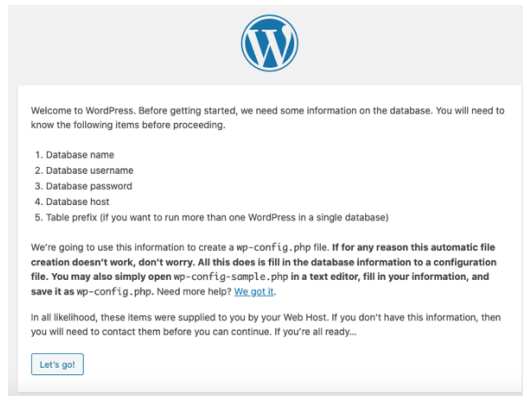 Welcome to WordPress. Before getting started, we need some information on the database. You will need to
know the following items before proceeding.
1. Database name
2. Database username
3. Database password
4. Database host
5. Table prefix (if you want to run more than one WordPress in a single database)
We're going to use this information to create a wp-config.php file. If for any reason this automatic file
creation doesn't work, don't worry. All this does is fill in the database information to a configuration
file. You may also simply open wp-config-sample.php in a text editor, fill in your information, and
save it as wp-config.php. Need more help? We got it.
In all likelihood, these items were supplied to you by your Web Host. If you don't have this information, then
you will need to contact them before you can continue. If you're all ready…
Let's go!